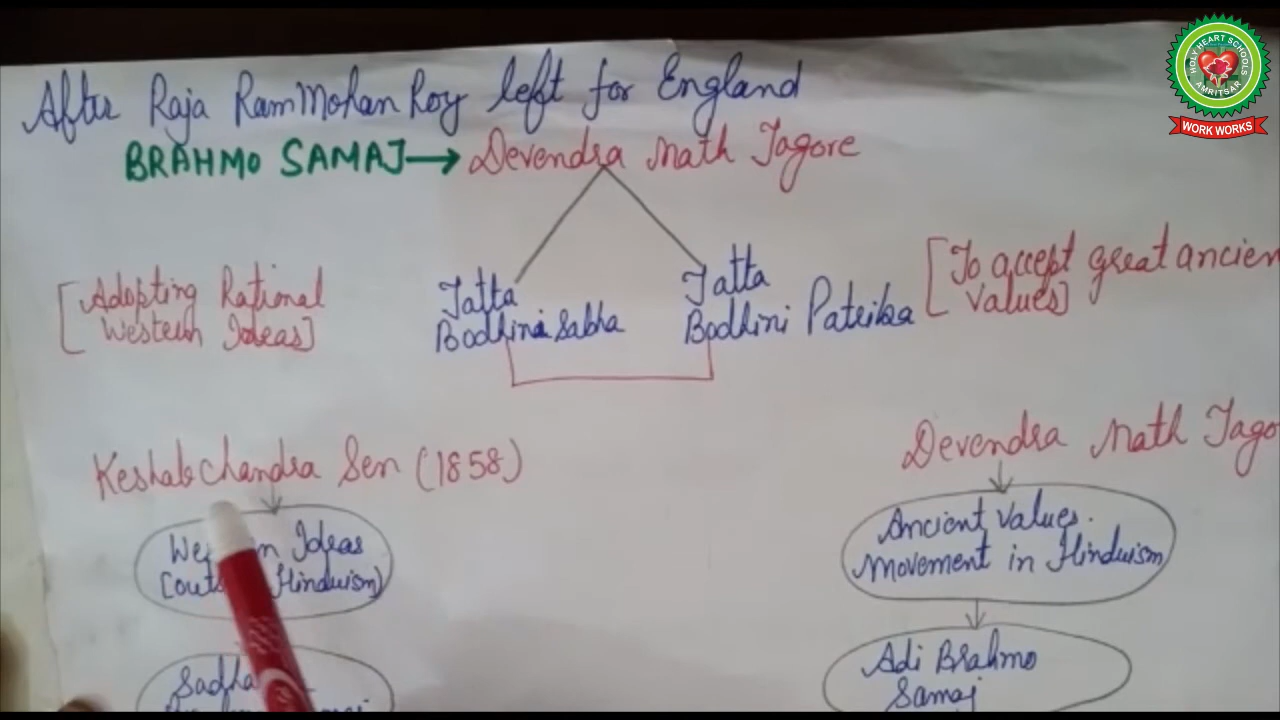 After Raja RamMohan Roy left for England
BRAHMO SAMAJ → Devendra Nath Tagore
[Adopting Rational
Western Ideas]
Tatta
Bodhini Sabha
Tatta
Bodhini Patrika
[To accept great ancien
values]
Keshab Chandra Sen (1858)
Devendra Nath Tago
Ideas
Hinduism)
Ancient Values.
Movement in Hinduism
Adi Brahmo
Samaj
HOLY HEART SCHOOLS
AMRITSAR
WORK WORKS